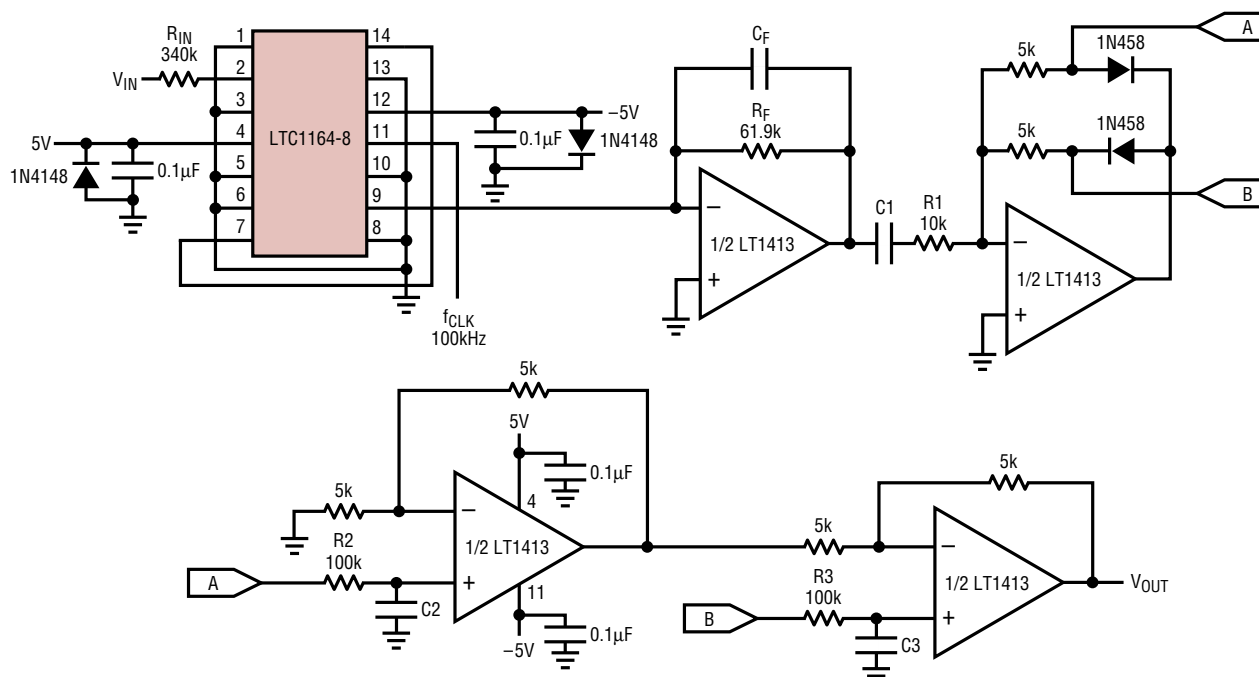 R_IN
340k
V_IN
1
2
3
4
5
6
7
LTC1164-8
14
13
12
11
10
9
8
5V
1N4148
0.1µF
–5V
0.1µF
1N4148
f_CLK
100kHz
C_F
R_F
61.9k
–
+
1/2 LT1413
C1
R1
10k
5k
1N458
A
5k
1N458
B
–
+
1/2 LT1413
5k
5V
0.1µF
4
5k
–
1/2 LT1413
R2
100k
A
+
C2
11
–5V
0.1µF
5k
5k
–
1/2 LT1413
V_OUT
R3
100k
B
+
C3